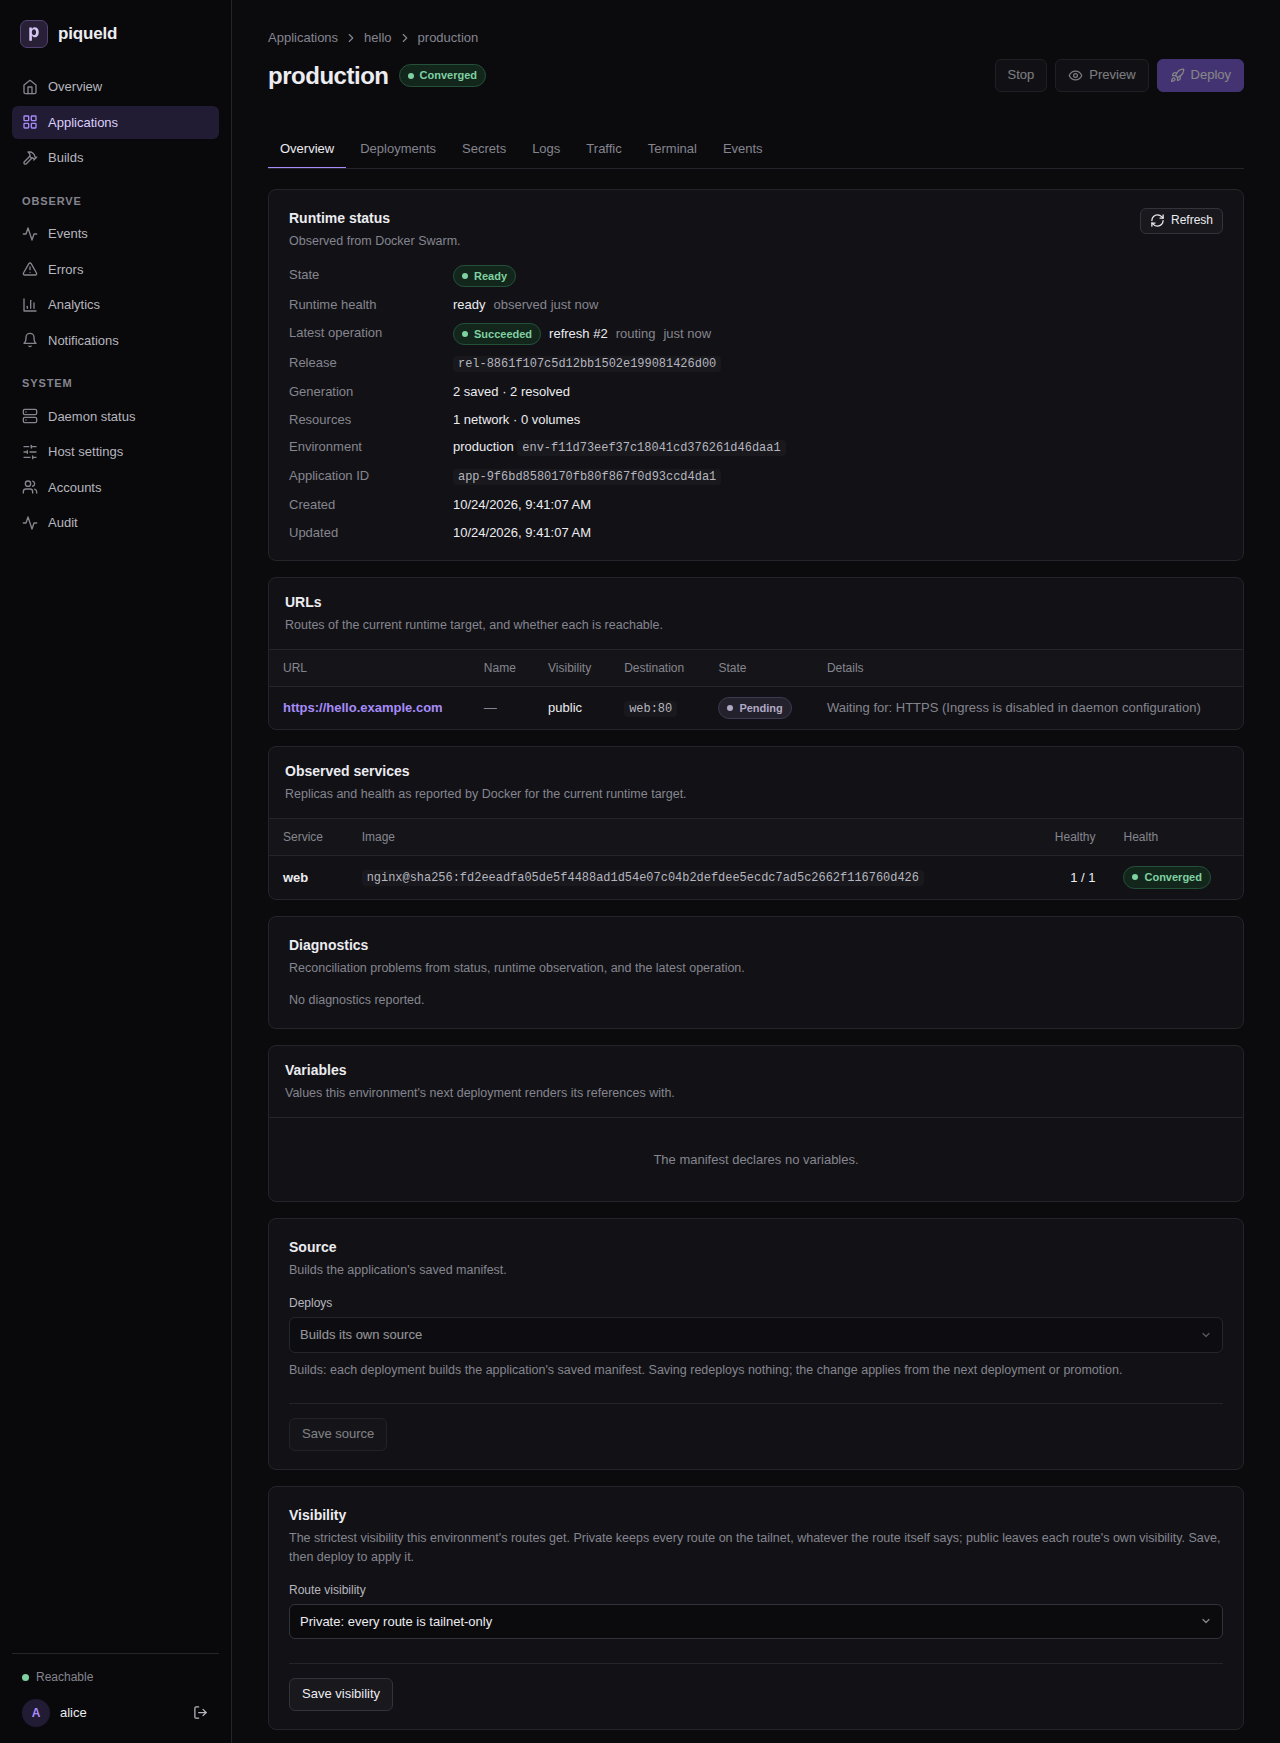 p piqueld
Overview
Applications
Builds
OBSERVE
Events
Errors
Analytics
Notifications
SYSTEM
Daemon status
Host settings
Accounts
Audit
Reachable
A alice
Applications > hello > production
production Converged
Stop Preview Deploy
Overview Deployments Secrets Logs Traffic Terminal Events
Runtime status
Refresh
Observed from Docker Swarm.
State Ready
Runtime health ready observed just now
Latest operation Succeeded refresh #2 routing just now
Release rel-8861f107c5d12bb1502e199081426d00
Generation 2 saved · 2 resolved
Resources 1 network · 0 volumes
Environment production env-f11d73eef37c18041cd376261d46daa1
Application ID app-9f6bd8580170fb80f867f0d93ccd4da1
Created 10/24/2026, 9:41:07 AM
Updated 10/24/2026, 9:41:07 AM
URLs
Routes of the current runtime target, and whether each is reachable.
URL Name Visibility Destination State Details
https://hello.example.com — public web:80 Pending Waiting for: HTTPS (Ingress is disabled in daemon configuration)
Observed services
Replicas and health as reported by Docker for the current runtime target.
Service Image Healthy Health
web nginx@sha256:fd2eeadfa05de5f4488ad1d54e07c04b2defdee5ecdc7ad5c2662f116760d426 1 / 1 Converged
Diagnostics
Reconciliation problems from status, runtime observation, and the latest operation.
No diagnostics reported.
Variables
Values this environment's next deployment renders its references with.
The manifest declares no variables.
Source
Builds the application's saved manifest.
Deploys
Builds its own source
Builds: each deployment builds the application's saved manifest. Saving redeploys nothing; the change applies from the next deployment or promotion.
Save source
Visibility
The strictest visibility this environment's routes get. Private keeps every route on the tailnet, whatever the route itself says; public leaves each route's own visibility. Save,
then deploy to apply it.
Route visibility
Private: every route is tailnet-only
Save visibility